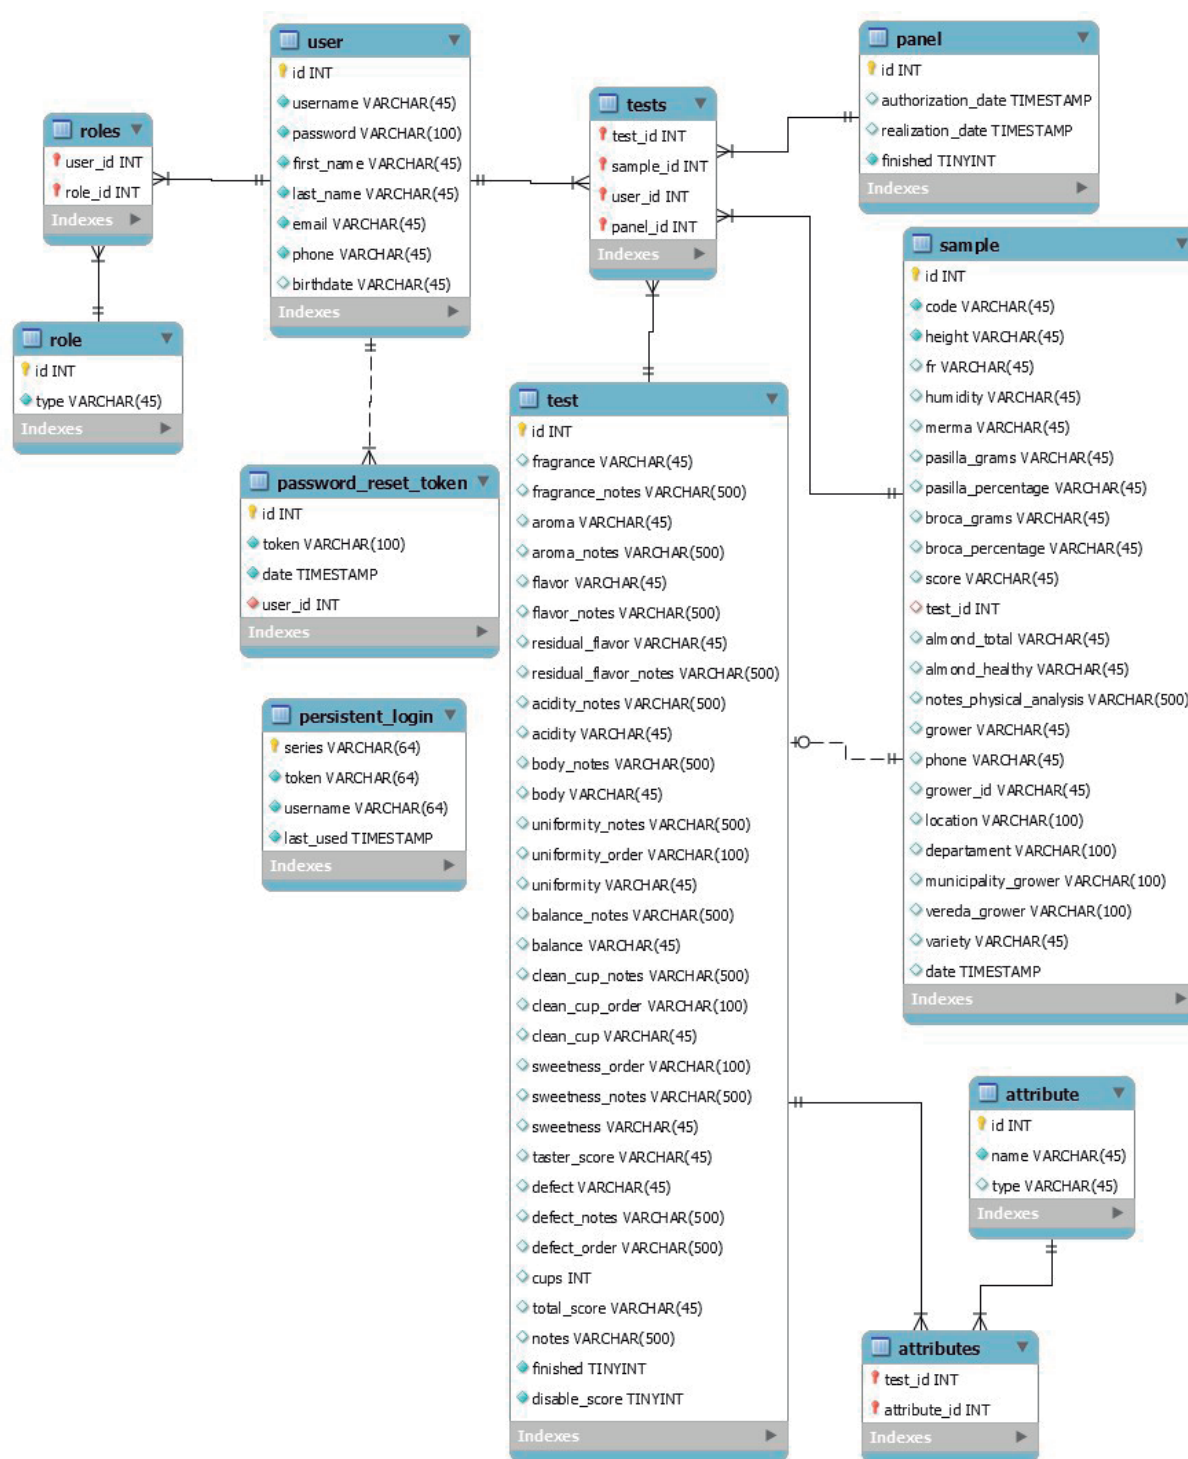 user
id INT
username VARCHAR(45)
password VARCHAR(100)
first_name VARCHAR(45)
last_name VARCHAR(45)
email VARCHAR(45)
phone VARCHAR(45)
birthdate VARCHAR(45)
Indexes
panel
id INT
authorization_date TIMESTAMP
realization_date TIMESTAMP
finished TINYINT
Indexes
tests
test_id INT
sample_id INT
user_id INT
panel_id INT
Indexes
roles
user_id INT
role_id INT
Indexes
role
id INT
type VARCHAR(45)
Indexes
sample
id INT
code VARCHAR(45)
height VARCHAR(45)
fr VARCHAR(45)
humidity VARCHAR(45)
merma VARCHAR(45)
pasilla_grams VARCHAR(45)
pasilla_percentage VARCHAR(45)
broca_grams VARCHAR(45)
broca_percentage VARCHAR(45)
score VARCHAR(45)
test_id INT
almond_total VARCHAR(45)
almond_healthy VARCHAR(45)
notes_physical_analysis VARCHAR(500)
grower VARCHAR(45)
phone VARCHAR(45)
grower_id VARCHAR(45)
location VARCHAR(100)
departament VARCHAR(100)
municipality_grower VARCHAR(100)
vereda_grower VARCHAR(100)
variety VARCHAR(45)
date TIMESTAMP
Indexes
password_reset_token
id INT
token VARCHAR(100)
date TIMESTAMP
user_id INT
Indexes
persistent_login
series VARCHAR(64)
token VARCHAR(64)
username VARCHAR(64)
last_used TIMESTAMP
Indexes
test
id INT
fragrance VARCHAR(45)
fragrance_notes VARCHAR(500)
aroma VARCHAR(45)
aroma_notes VARCHAR(500)
flavor VARCHAR(45)
flavor_notes VARCHAR(500)
residual_flavor VARCHAR(45)
residual_flavor_notes VARCHAR(500)
acidity_notes VARCHAR(500)
acidity VARCHAR(45)
body_notes VARCHAR(500)
body VARCHAR(45)
uniformity_notes VARCHAR(500)
uniformity_order VARCHAR(100)
uniformity VARCHAR(45)
balance_notes VARCHAR(500)
balance VARCHAR(45)
clean_cup_notes VARCHAR(500)
clean_cup_order VARCHAR(100)
clean_cup VARCHAR(45)
sweetness_order VARCHAR(100)
sweetness_notes VARCHAR(500)
sweetness VARCHAR(45)
taster_score VARCHAR(45)
defect VARCHAR(45)
defect_notes VARCHAR(500)
defect_order VARCHAR(500)
cups INT
total_score VARCHAR(45)
notes VARCHAR(500)
finished TINYINT
disable_score TINYINT
Indexes
attribute
id INT
name VARCHAR(45)
type VARCHAR(45)
Indexes
attributes
test_id INT
attribute_id INT
Indexes